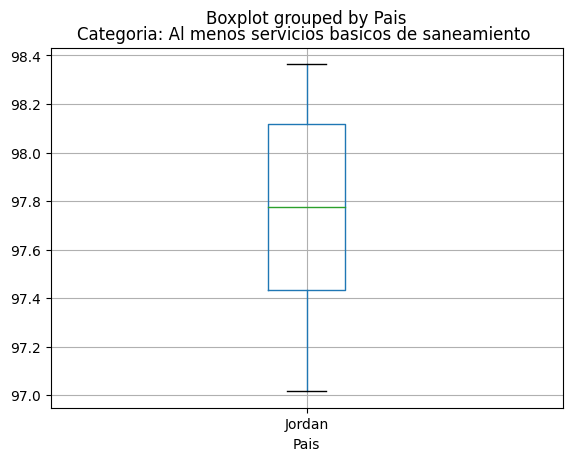 Boxplot grouped by Pais
Categoria: Al menos servicios basicos de saneamiento
98.4
98.2
98.0
97.8
97.6
97.4
97.2
97.0
Jordan
Pais